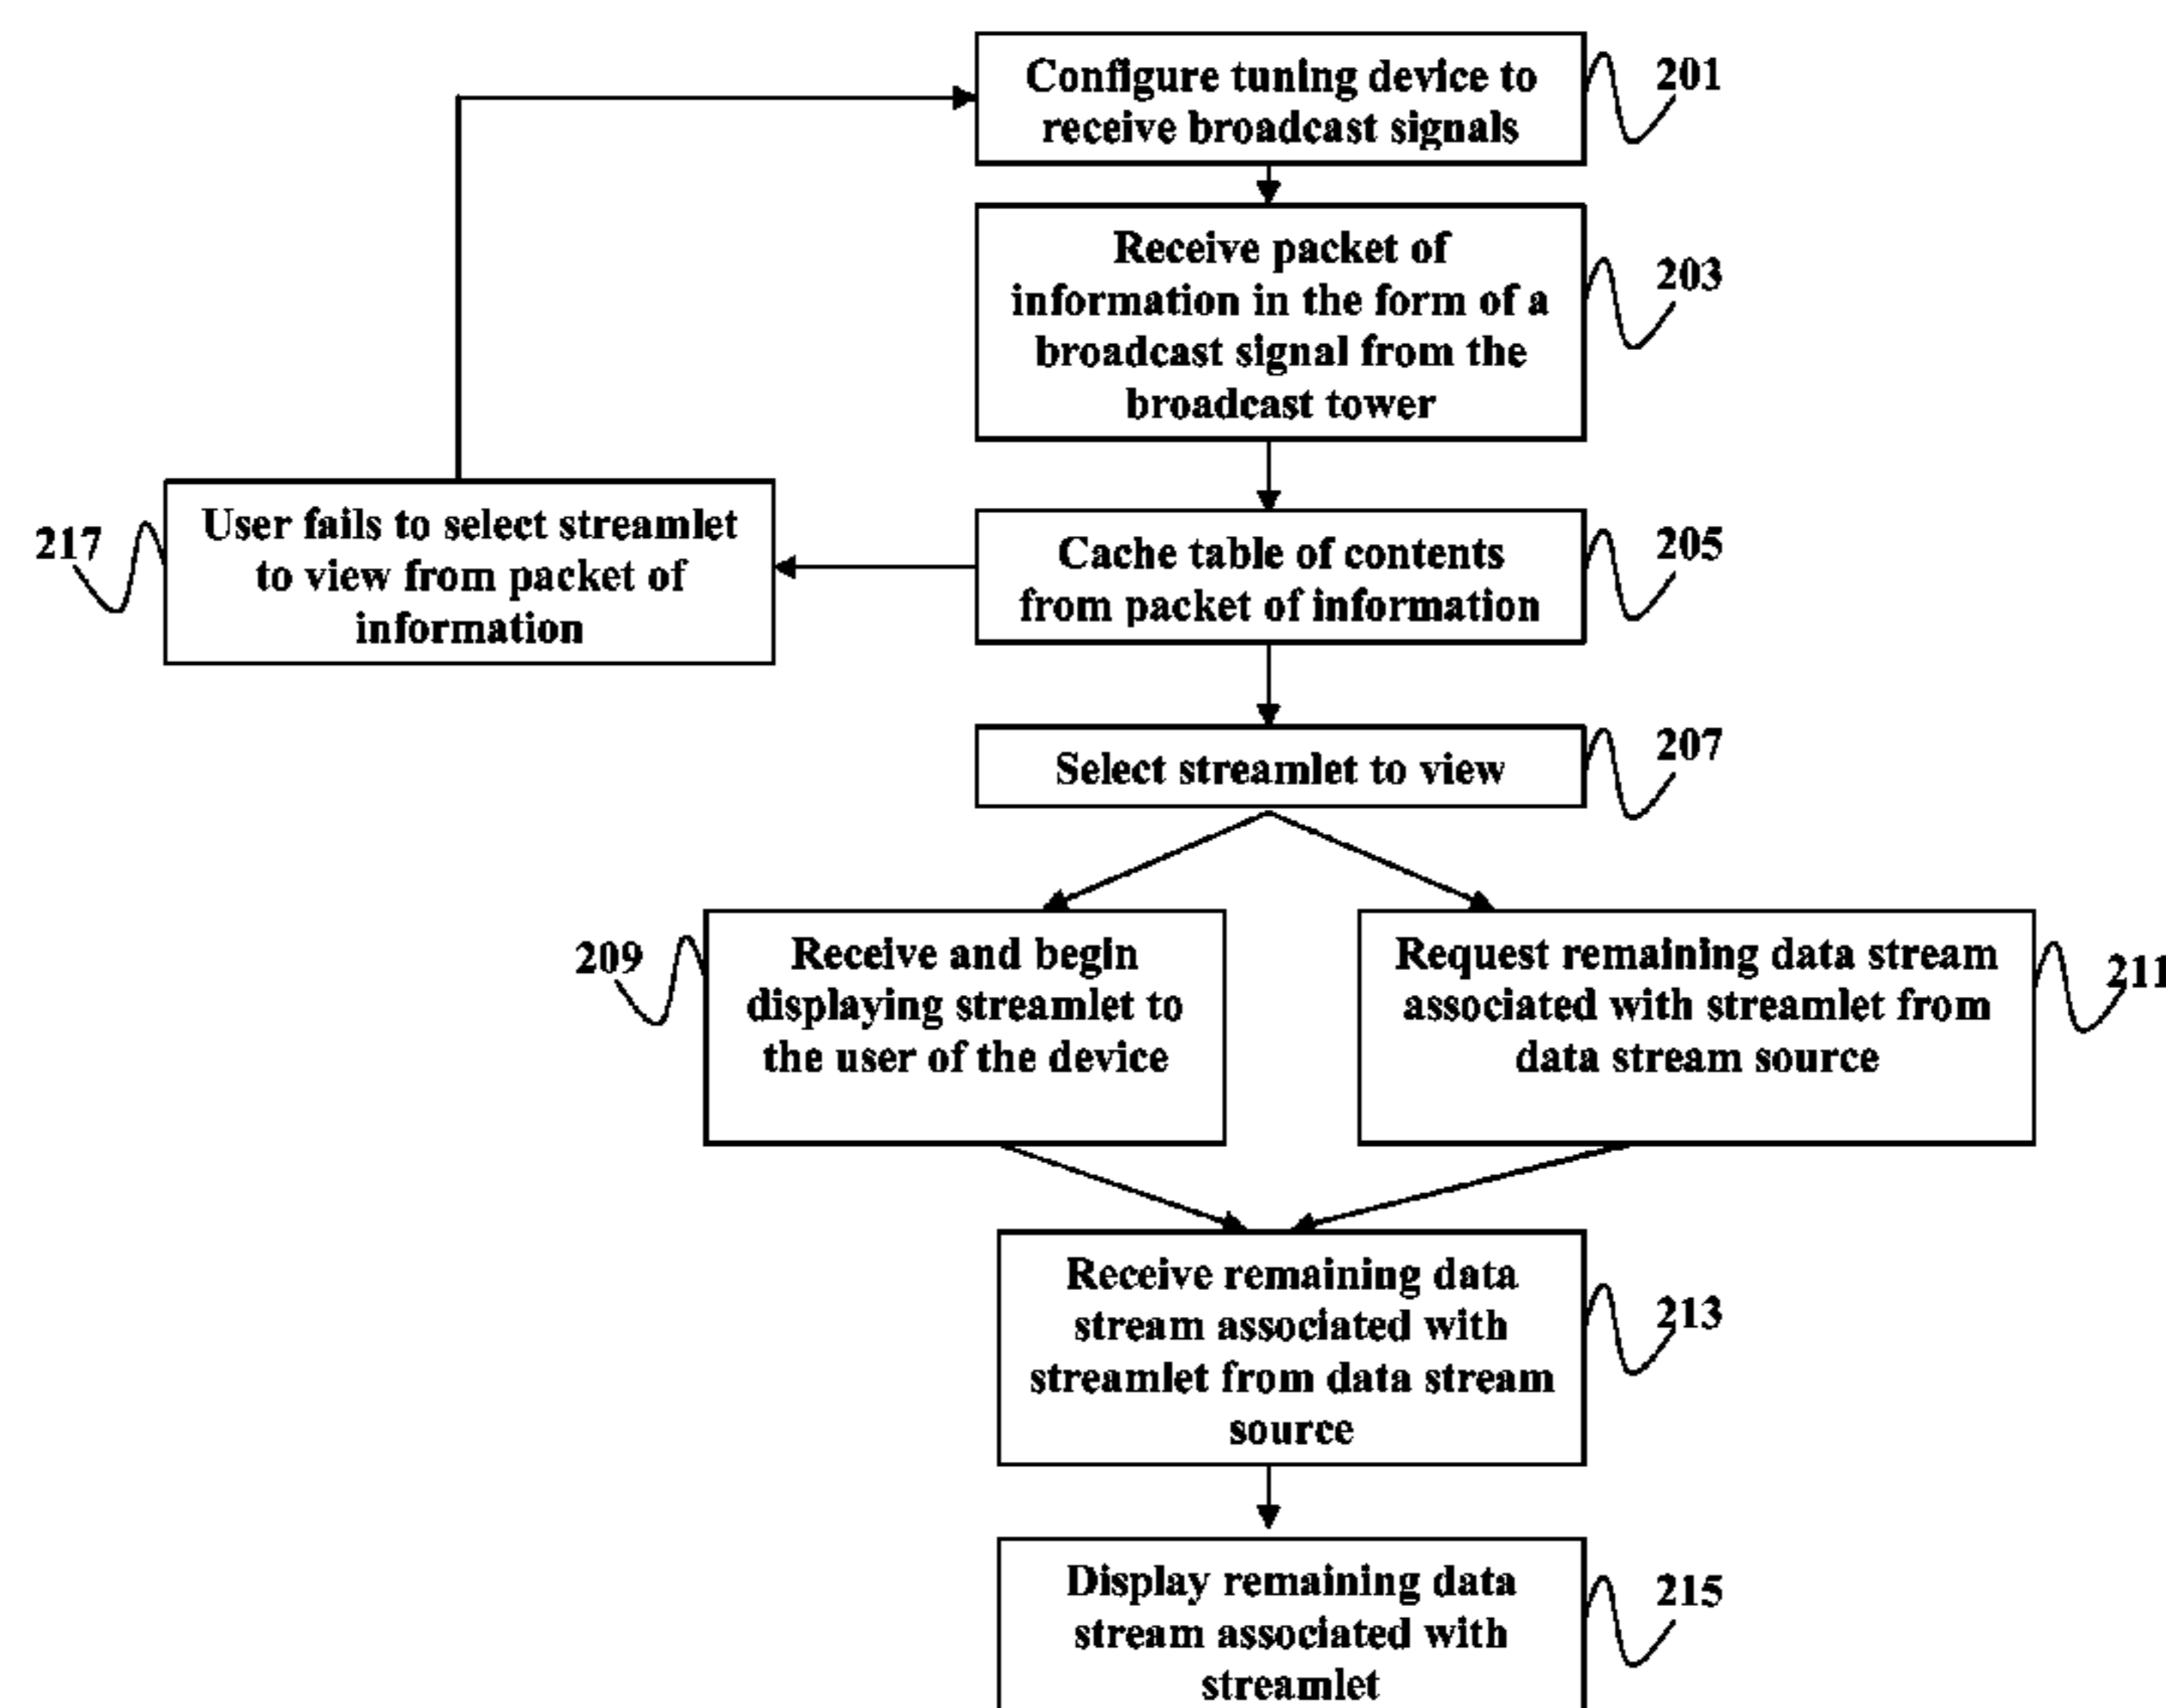 Configure tuning device to
receive broadcast signals
201
Receive packet of
information in the form of a
broadcast signal from the
broadcast tower
203
User fails to select streamlet
to view from packet of
information
217
Cache table of contents
from packet of information
205
Select streamlet to view
207
209
Receive and begin
displaying streamlet to
the user of the device
Request remaining data stream
associated with streamlet from
data stream source
211
Receive remaining data
stream associated with
streamlet from data stream
source
213
Display remaining data
stream associated with
streamlet
215